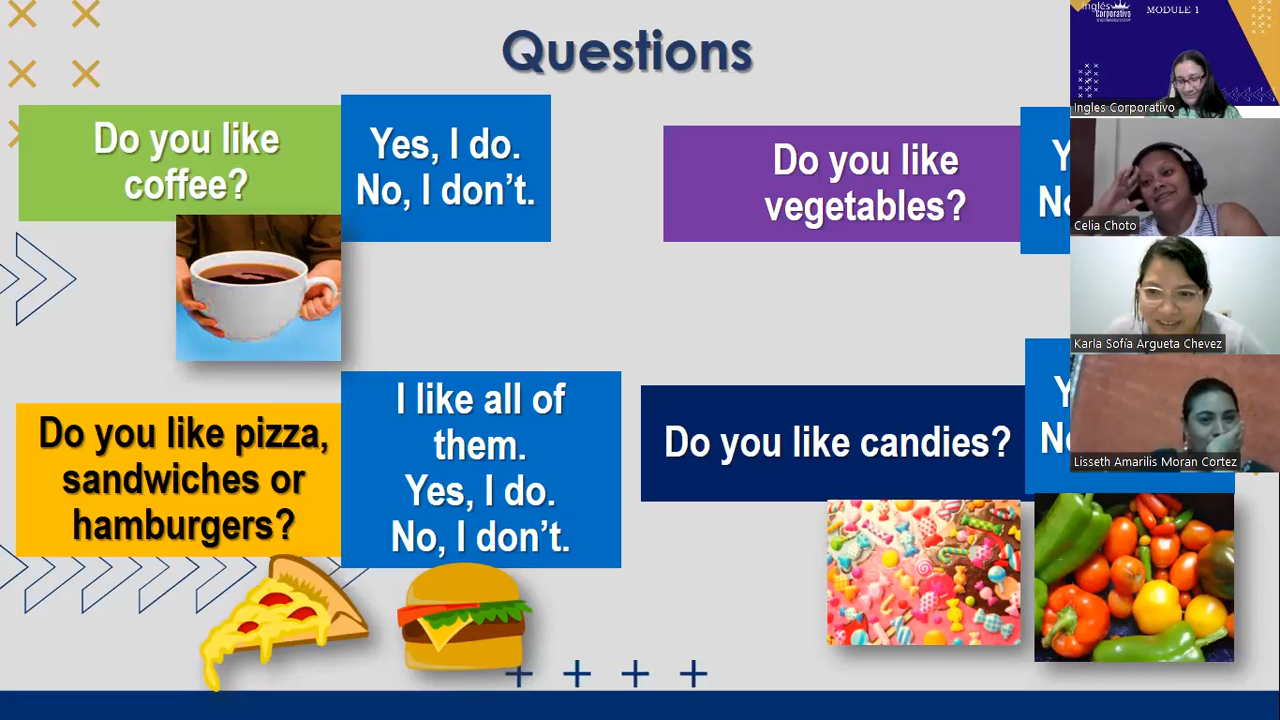 Questions
Do you like
coffee?
Yes, I do.
No, I don’t.
Do you like
vegetables?
Do you like pizza,
sandwiches or
hamburgers?
I like all of
them.
Yes, I do.
No, I don’t.
Do you like candies?
Inglés
Corporativo
MODULE 1
Ingles Corporativo
Celia Choto
Karla Sofía Argueta Chevez
Lisseth Amarilis Moran Cortez